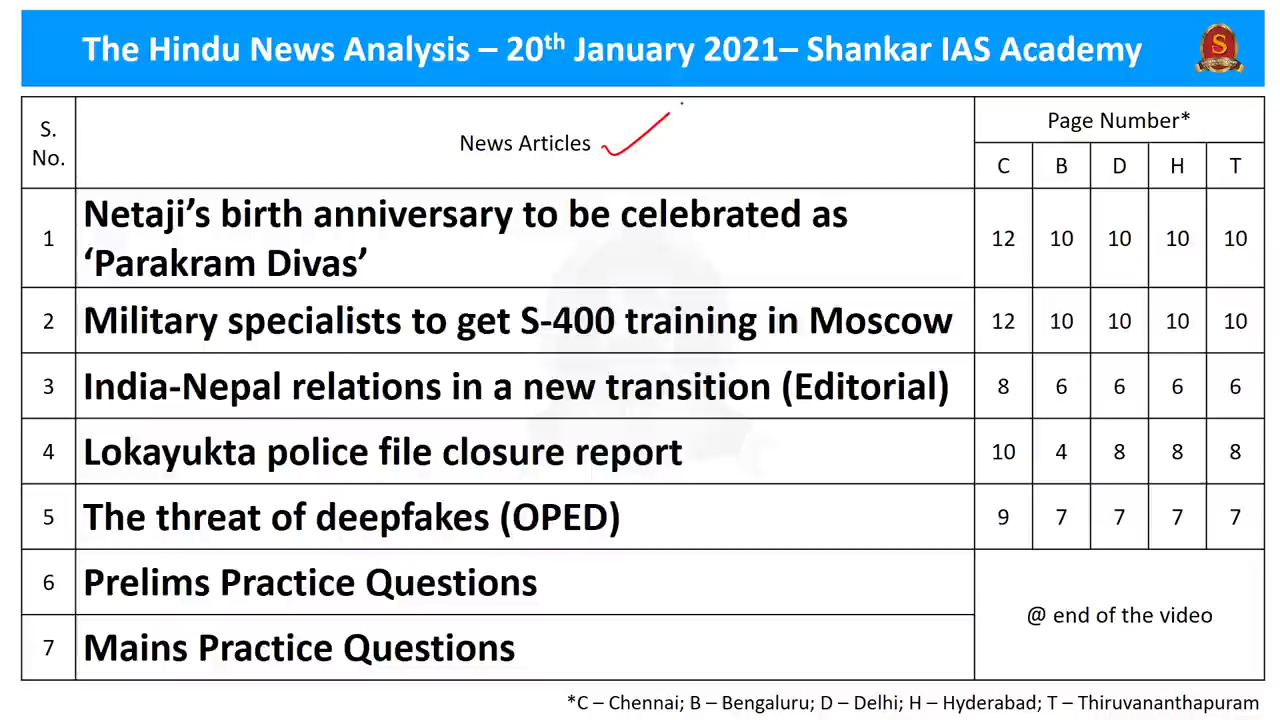 The Hindu News Analysis – 20th January 2021– Shankar IAS Academy
S
S. No.
News Articles
Page Number*
C B D H T
1 Netaji’s birth anniversary to be celebrated as
‘Parakram Divas’ 12 10 10 10 10
2 Military specialists to get S-400 training in Moscow 12 10 10 10 10
3 India-Nepal relations in a new transition (Editorial) 8 6 6 6 6
4 Lokayukta police file closure report 10 4 8 8 8
5 The threat of deepfakes (OPED) 9 7 7 7 7
6 Prelims Practice Questions
@ end of the video
7 Mains Practice Questions
*C – Chennai; B – Bengaluru; D – Delhi; H – Hyderabad; T – Thiruvananthapuram